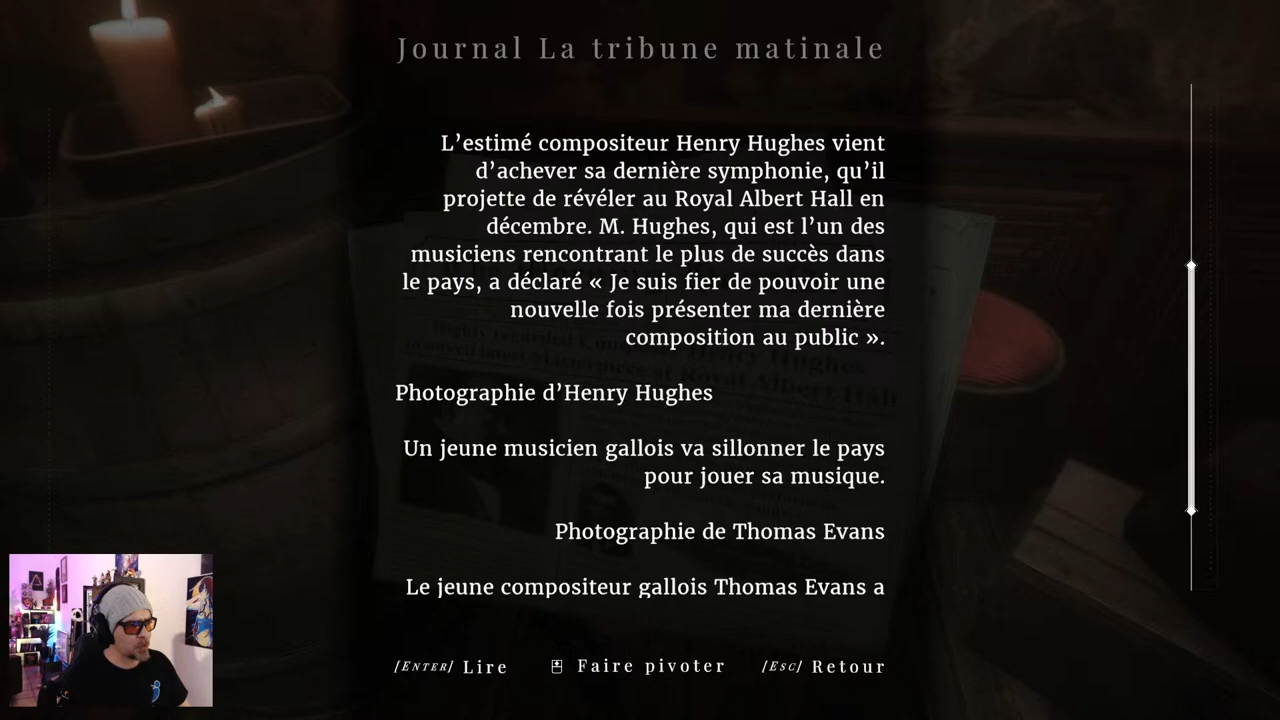 Journal La tribune matinale
L’estimé compositeur Henry Hughes vient
d’achever sa dernière symphonie, qu’il
projette de révéler au Royal Albert Hall en
décembre. M. Hughes, qui est l’un des
musiciens rencontrant le plus de succès dans
le pays, a déclaré « Je suis fier de pouvoir une
nouvelle fois présenter ma dernière
composition au public ».
Photographie d’Henry Hughes
Un jeune musicien gallois va sillonner le pays
pour jouer sa musique.
Photographie de Thomas Evans
Le jeune compositeur gallois Thomas Evans a
[Enter] Lire Faire pivoter [Esc] Retour